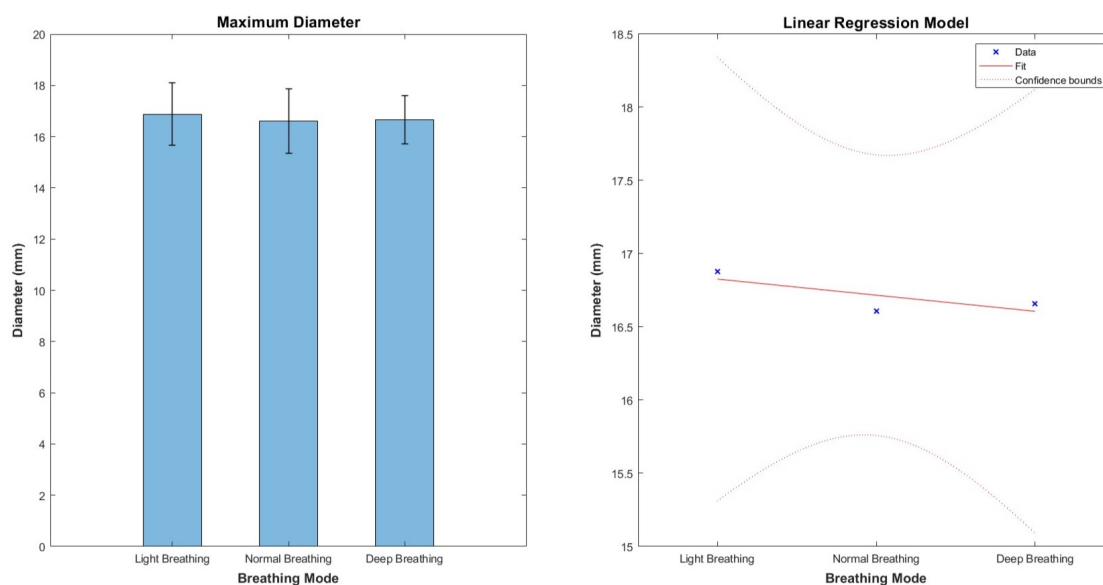 Maximum Diameter
20
18
16
14
12
10
8
6
4
2
0
Diameter (mm)
Light Breathing
Normal Breathing
Deep Breathing
Breathing Mode
Linear Regression Model
18.5
18
17.5
17
16.5
16
15.5
15
Diameter (mm)
Data
Fit
Confidence bounds
Light Breathing
Normal Breathing
Deep Breathing
Breathing Mode